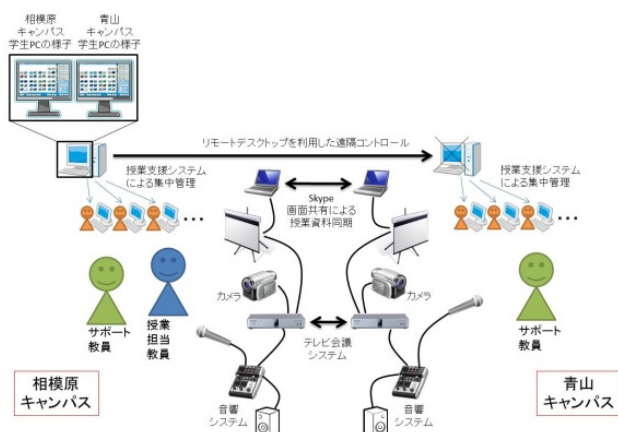 相模原
キャンパス
学生PCの様子
青山
キャンパス
学生PCの様子
リモートデスクトップを利用した遠隔コントロール
授業支援システム
による集中管理
授業支援システム
による集中管理
Skype
画面共有による
授業資料同期
カメラ
カメラ
サポート
教員
授業
担当
教員
テレビ会議
システム
サポート
教員
相模原
キャンパス
音響
システム
音響
システム
青山
キャンパス